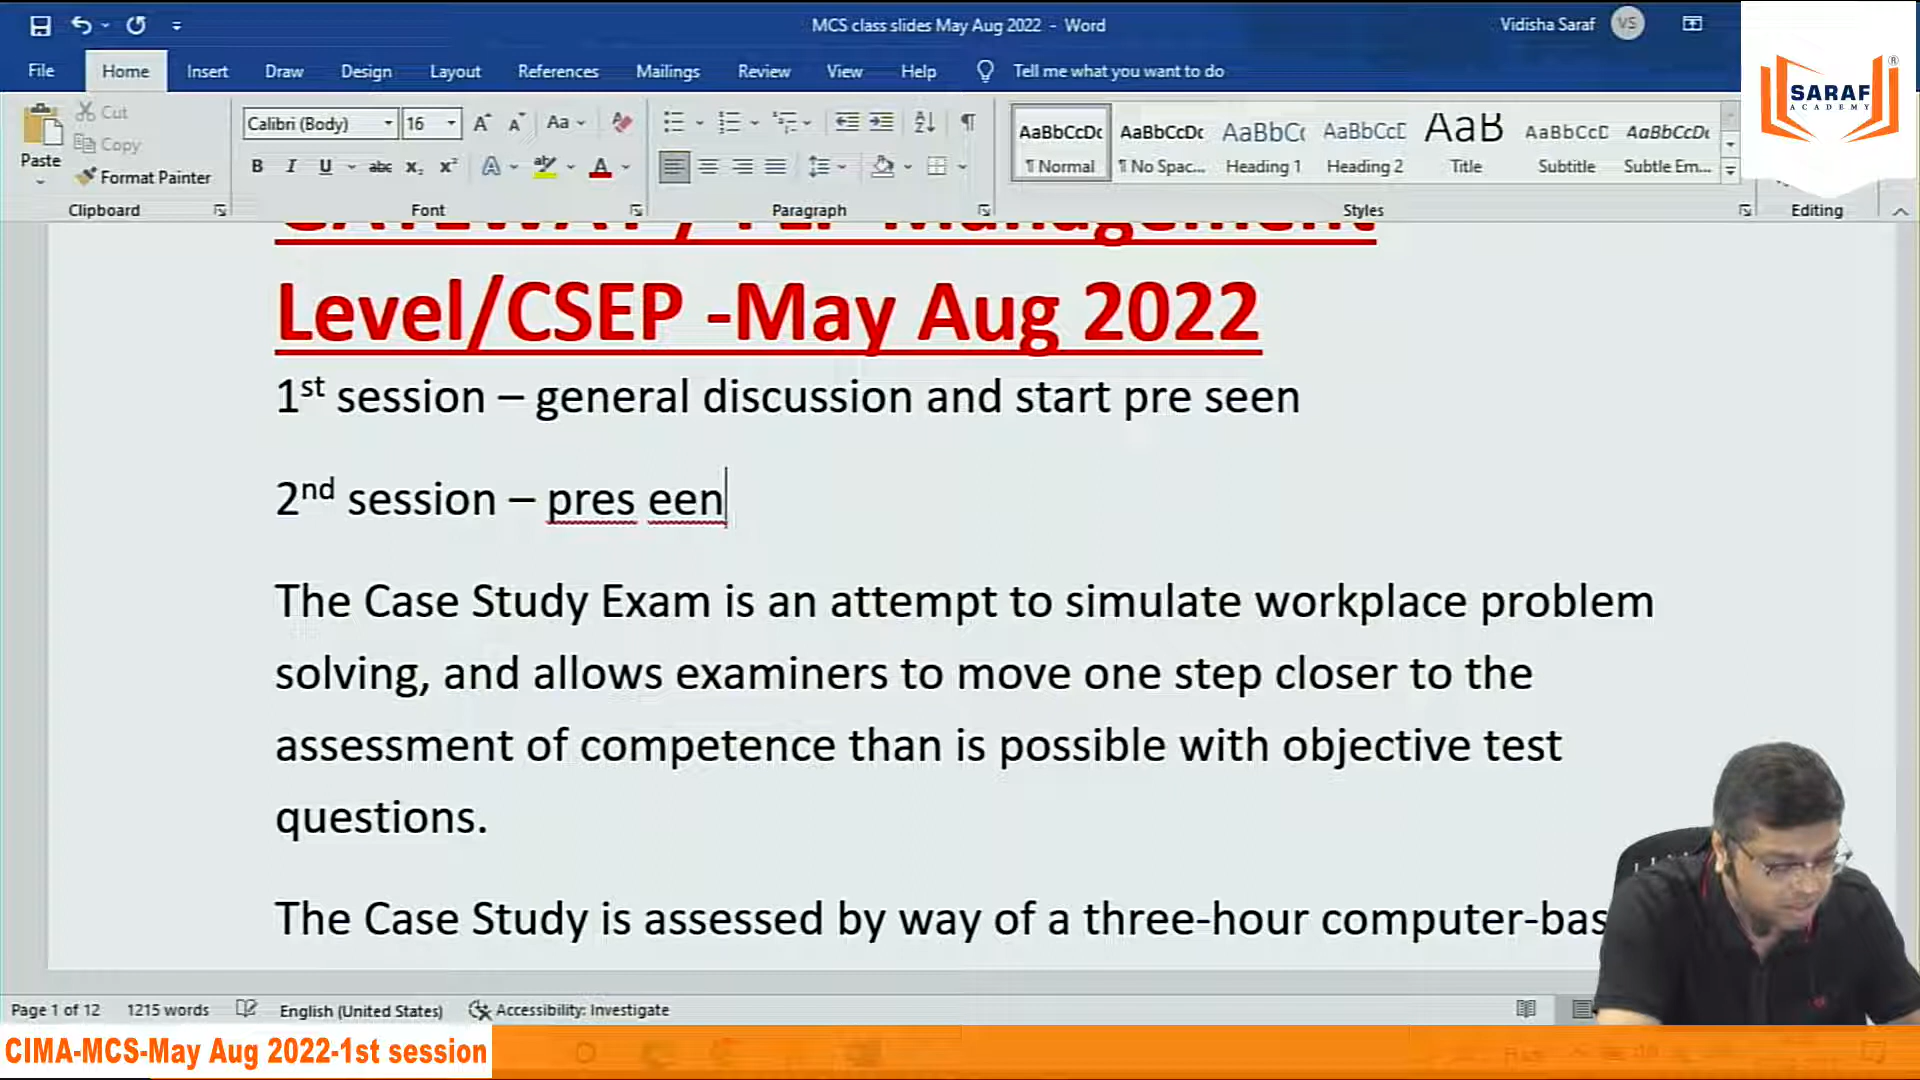 MCS class slides May Aug 2022 - Word
Vidisha Saraf
VS
File Home Insert Draw Design Layout References Mailings Review View Help Tell me what you want to do
SARAF
ACADEMY
®
Paste
Cut
Copy
Format Painter
Clipboard
Calibri (Body) 16
Font
Paragraph
AaBbCcDc AaBbCcDc AaBbC( AaBbCcE AaB AaBbCcD AaBbCcDc
¶ Normal ¶ No Spac... Heading 1 Heading 2 Title Subtitle Subtle Em...
Styles
Editing
Management
Level/CSEP -May Aug 2022
1st session – general discussion and start pre seen
2nd session – pres een
The Case Study Exam is an attempt to simulate workplace problem
solving, and allows examiners to move one step closer to the
assessment of competence than is possible with objective test
questions.
The Case Study is assessed by way of a three-hour computer-bas
Page 1 of 12 1215 words English (United States) Accessibility: Investigate
CIMA-MCS-May Aug 2022-1st session